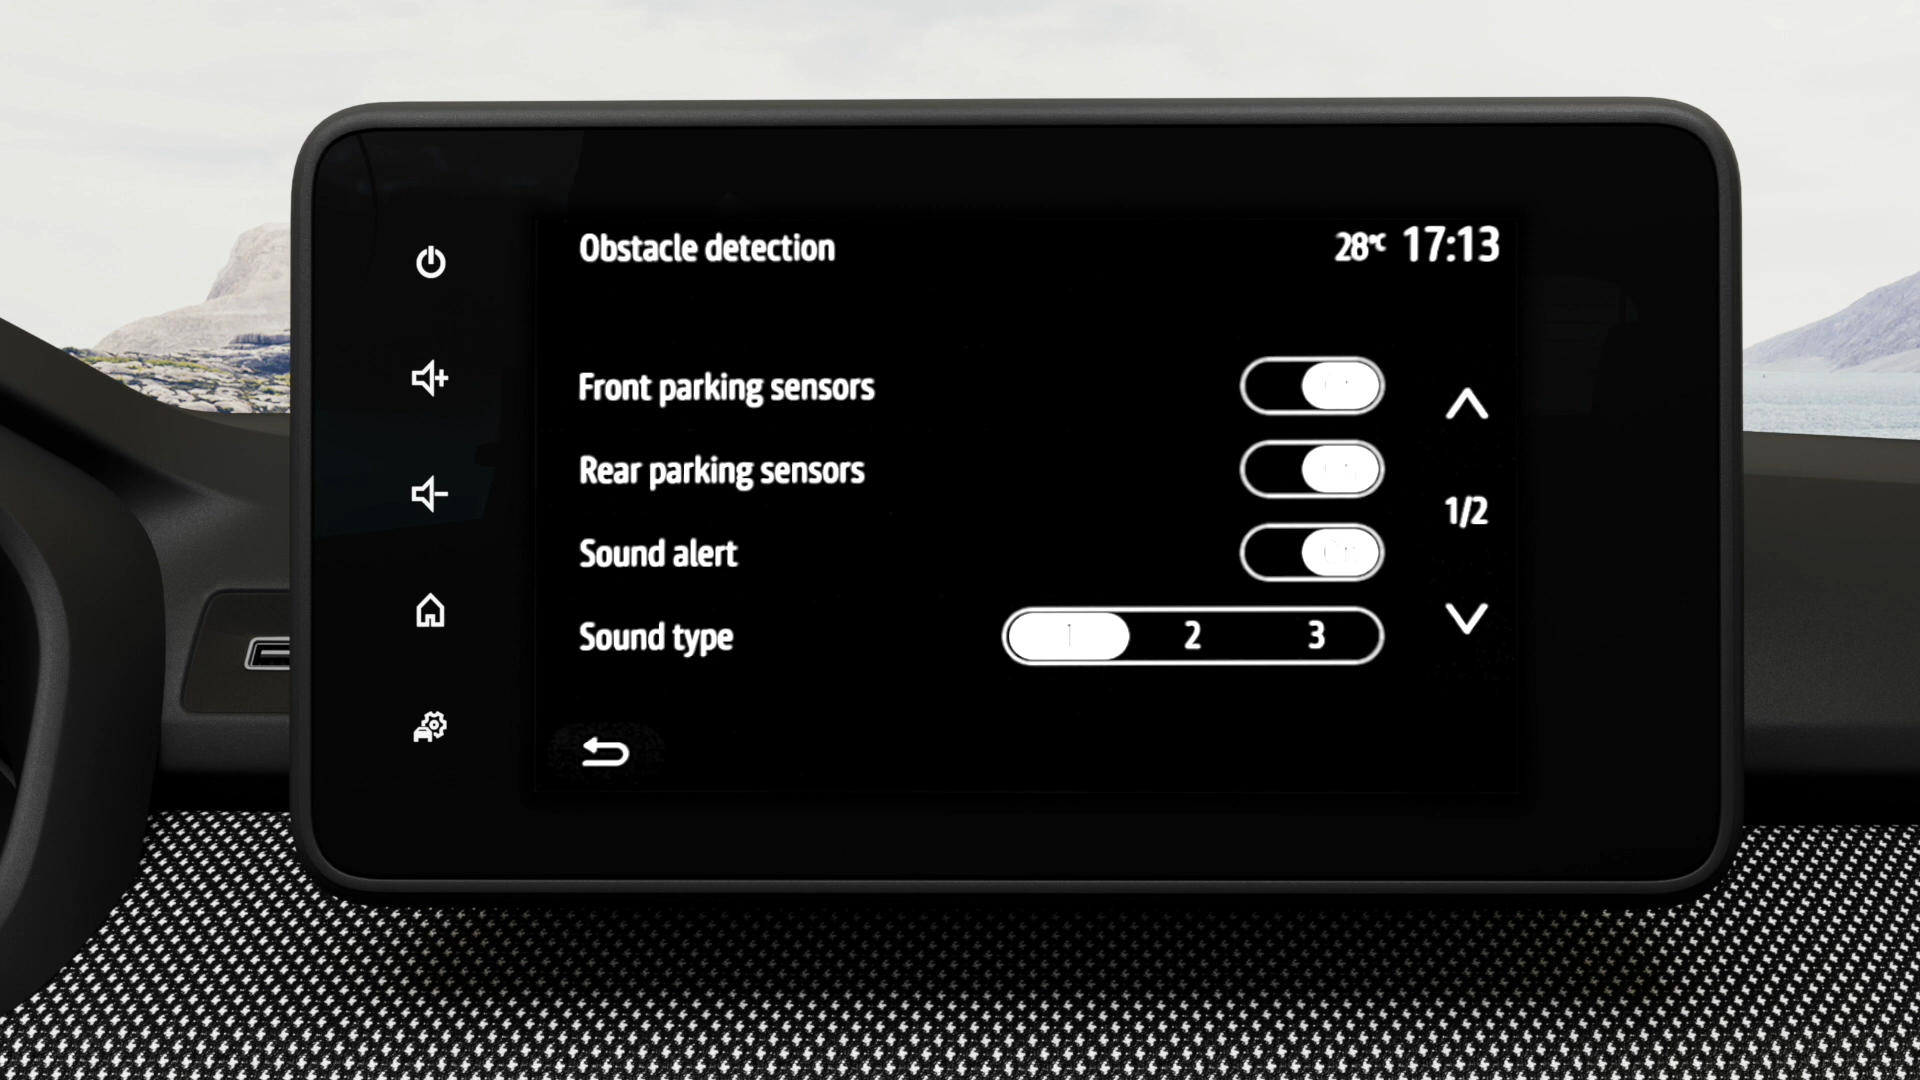 Obstacle detection 28°C 17:13
Front parking sensors
Rear parking sensors
1/2
Sound alert On
Sound type 1 2 3